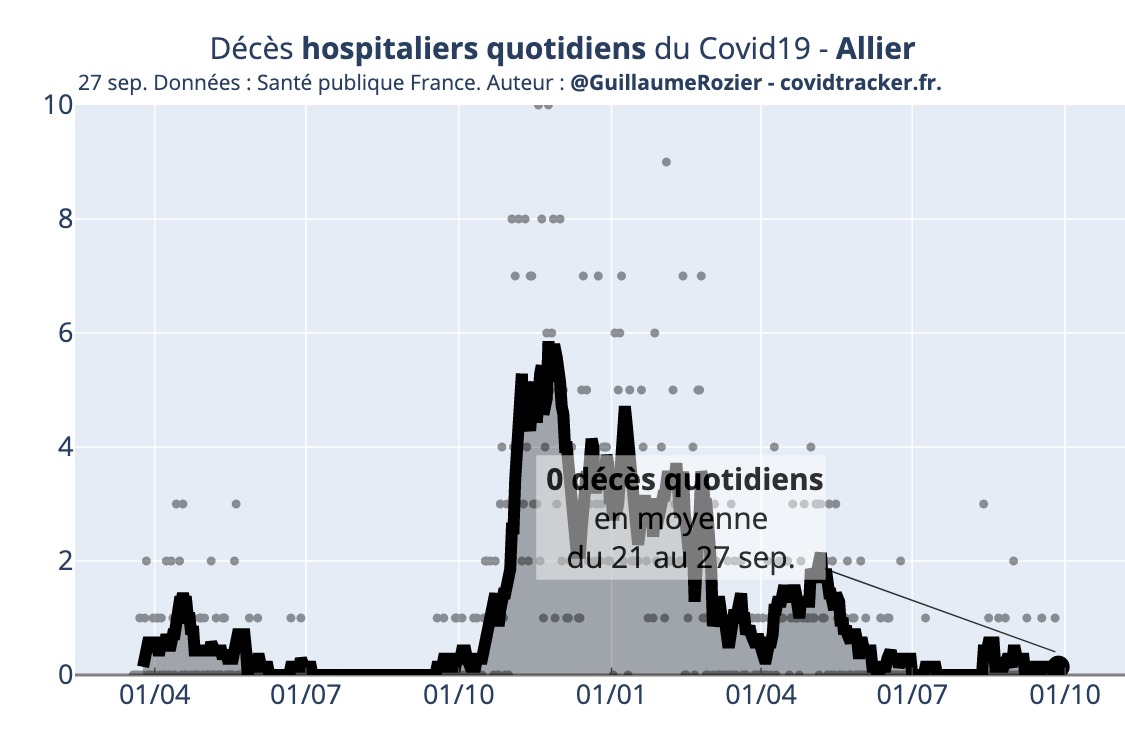 Décès hospitaliers quotidiens du Covid19 - Allier
27 sep. Données : Santé publique France. Auteur : @GuillaumeRozier - covidtracker.fr.
10
8
6
4
2
0
0 décès quotidiens
en moyenne
du 21 au 27 sep.
01/04 01/07 01/10 01/01 01/04 01/07 01/10